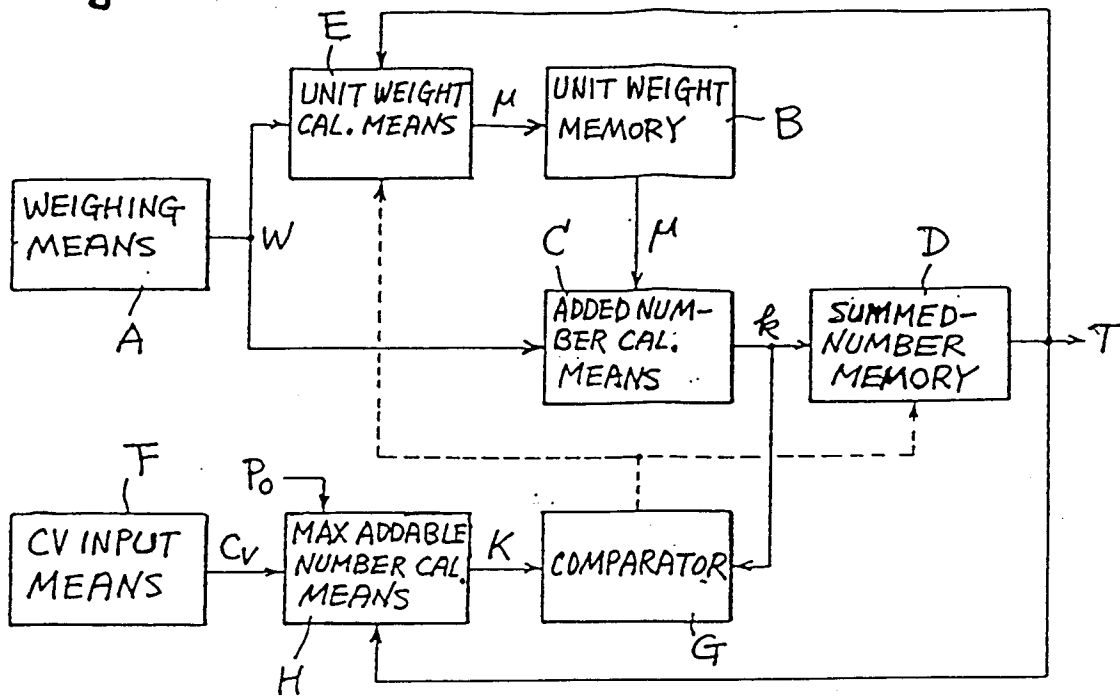 E
UNIT WEIGHT
CAL. MEANS
μ
UNIT WEIGHT
MEMORY
B
WEIGHING
MEANS
A
W
μ
C
ADDED NUM-
BER CAL.
MEANS
k
D
SUMMED-
NUMBER
MEMORY
T
F
CV INPUT
MEANS
Cv
P₀
MAX ADDABLE
NUMBER CAL.
MEANS
H
K
COMPARATOR
G